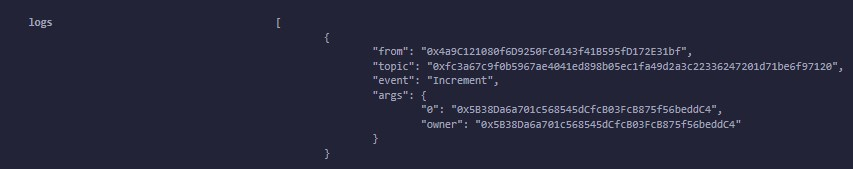 logs [
{
"from": "0x4a9C121080f6D9250Fc0143f41B595fD172E31bf",
"topic": "0xfc3a67c9f0b5967ae4041ed898b05ec1fa49d2a3c22336247201d71be6f97120",
"event": "Increment",
"args": {
"0": "0x5B38Da6a701c568545dCfcB03FcB875f56beddC4",
"owner": "0x5B38Da6a701c568545dCfcB03FcB875f56beddC4"
}
}